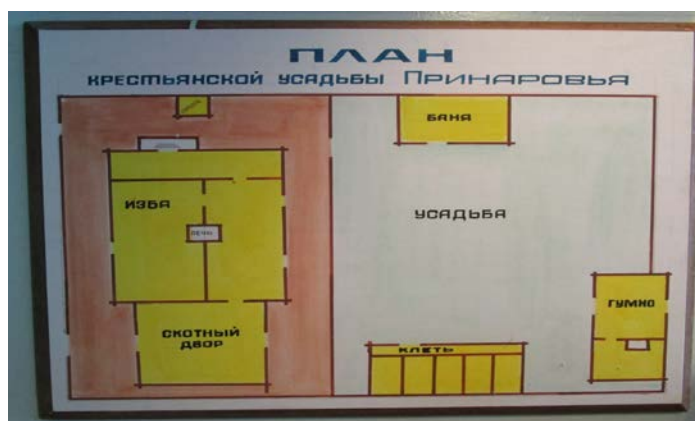 ПЛАН
КРЕСТЬЯНСКОЙ УСАДЬБЫ ПРИНАРОВЬЯ
БАНЯ
ИЗБА
УСАДЬБА
ПЕЧЬ
ГУМНО
СКОТНЫЙ
ДВОР
КЛЕТЬ